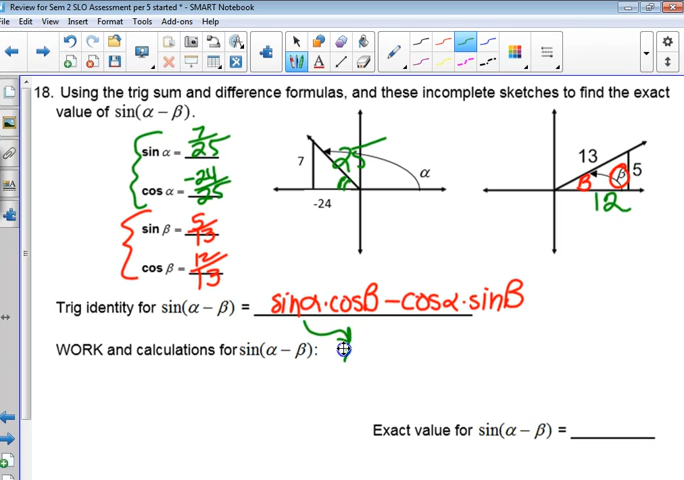 Review for Sem 2 SLO Assessment per 5 started * - SMART Notebook
File Edit View Insert Format Tools Add-ons Help
18. Using the trig sum and difference formulas, and these incomplete sketches to find the exact
value of sin(α − β).
sin α = 7/25
cos α = -24/25
sin β = 5/13
cos β = 12/13
7
25
α
-24
13
5
β
B
12
Trig identity for sin(α − β) = sinα·cosβ − cosα·sinβ
WORK and calculations for sin(α − β):
Exact value for sin(α − β) =